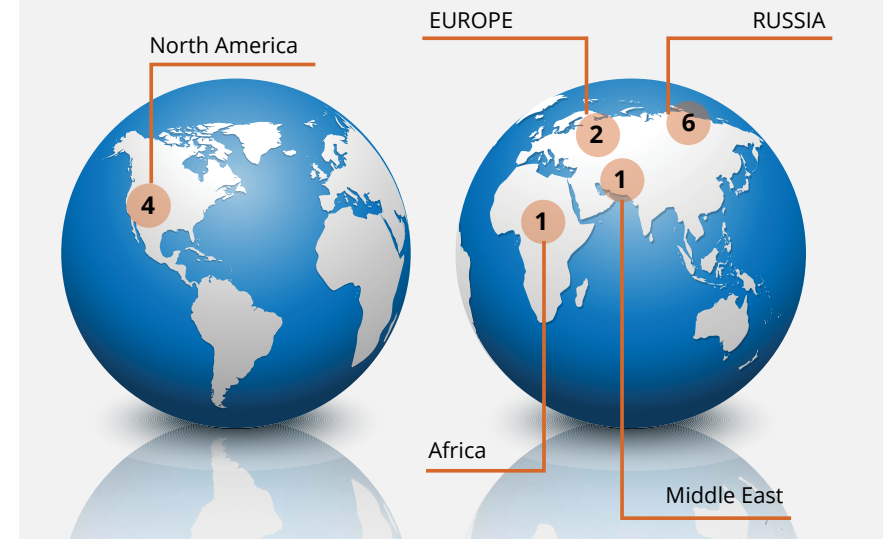 EUROPE
RUSSIA
North America
6
2
1
4
1
Africa
Middle East